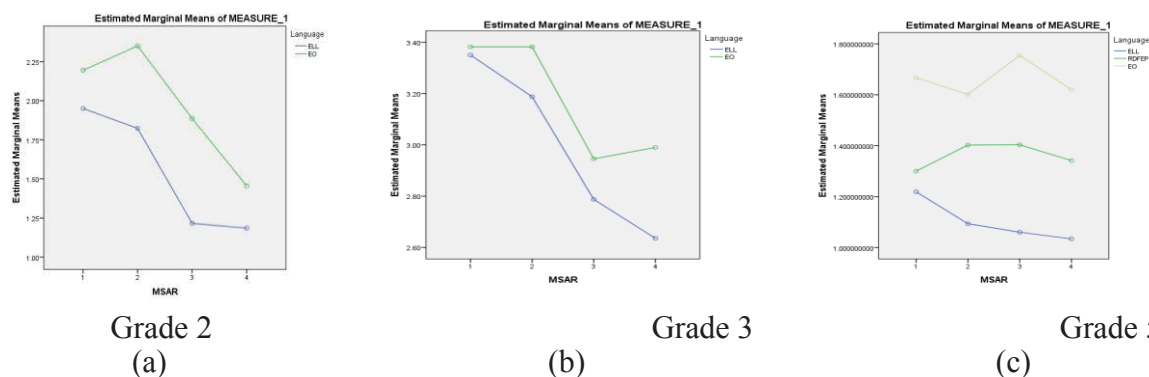 Estimated Marginal Means of MEASURE_1
Language
ELL
EO
Estimated Marginal Means
2.25
2.00
1.75
1.50
1.25
1.00
1
2
3
4
MSAR
Grade 2
(a)
Estimated Marginal Means of MEASURE_1
Language
ELL
EO
Estimated Marginal Means
3.40
3.20
3.00
2.80
2.60
1
2
3
4
MSAR
Grade 3
(b)
Estimated Marginal Means of MEASURE_1
Language
ELL
RDFEP
EO
Estimated Marginal Means
1.800000000
1.600000000
1.400000000
1.200000000
1.000000000
1
2
3
4
MSAR
Grade
(c)